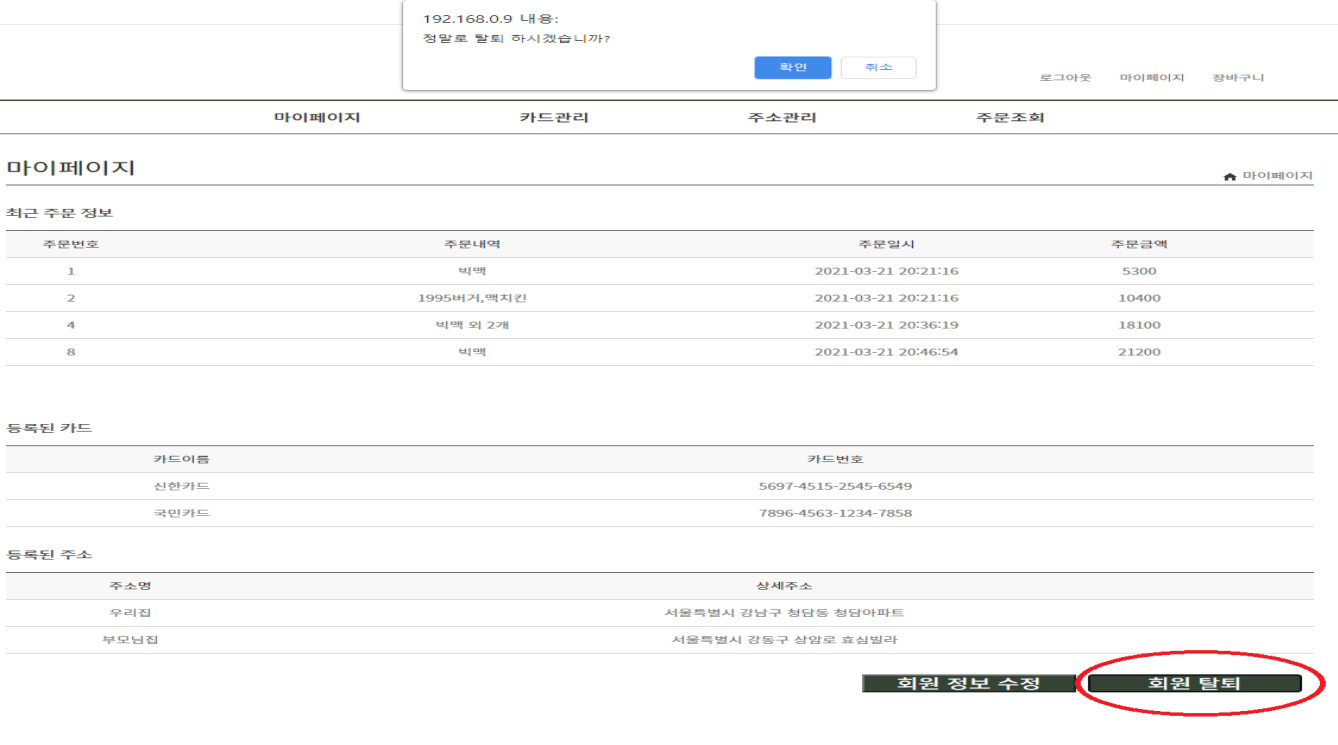 192.168.0.9 내용:
정말로 탈퇴 하시겠습니까?
확인 취소
로그아웃 마이페이지 장바구니
마이페이지 카드관리 주소관리 주문조회
마이페이지
마이페이지
최근 주문 정보
주문번호 주문내역 주문일시 주문금액
1 빅맥 2021-03-21 20:21:16 5300
2 1995버거,맥치킨 2021-03-21 20:21:16 10400
4 빅맥 외 2개 2021-03-21 20:36:19 18100
8 빅맥 2021-03-21 20:46:54 21200
등록된 카드
카드이름 카드번호
신한카드 5697-4515-2545-6549
국민카드 7896-4563-1234-7858
등록된 주소
주소명 상세주소
우리집 서울특별시 강남구 청담동 청담아파트
부모님집 서울특별시 강동구 상암로 효심빌라
회원 정보 수정 회원 탈퇴